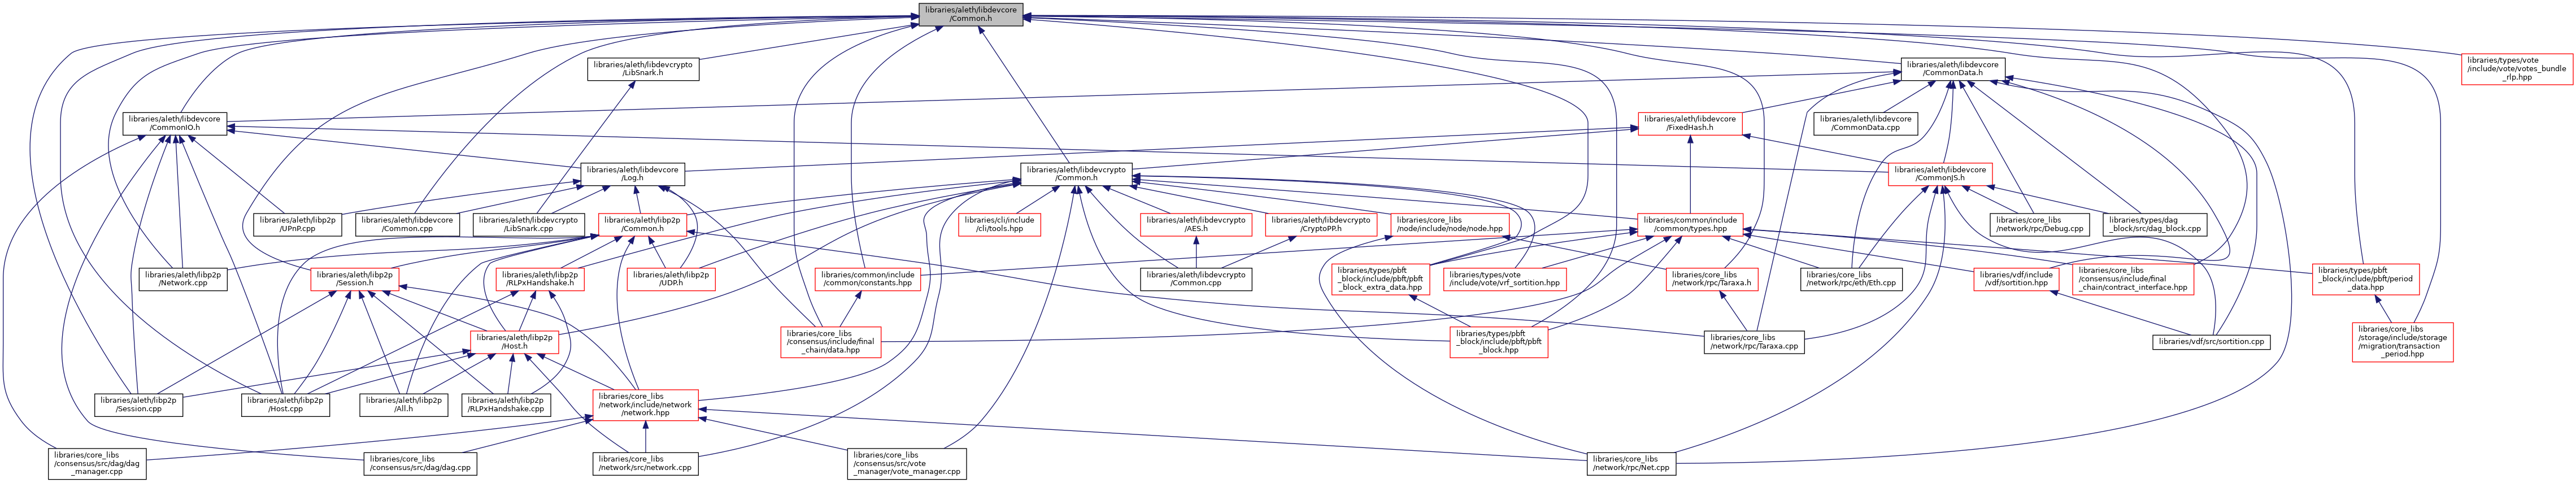 libraries/aleth/libdevcore
/Common.h
libraries/aleth/libdevcrypto
/LibSnark.h
libraries/aleth/libdevcore
/CommonData.h
libraries/types/vote
/include/vote/votes_bundle
_rlp.hpp
libraries/aleth/libdevcore
/CommonIO.h
libraries/aleth/libdevcore
/FixedHash.h
libraries/aleth/libdevcore
/CommonData.cpp
libraries/aleth/libdevcore
/Log.h
libraries/aleth/libdevcrypto
/Common.h
libraries/aleth/libdevcore
/CommonJS.h
libraries/aleth/libp2p
/UPnP.cpp
libraries/aleth/libdevcore
/Common.cpp
libraries/aleth/libdevcrypto
/LibSnark.cpp
libraries/aleth/libp2p
/Common.h
libraries/cli/include
/cli/tools.hpp
libraries/aleth/libdevcrypto
/AES.h
libraries/aleth/libdevcrypto
/CryptoPP.h
libraries/core_libs
/node/include/node/node.hpp
libraries/common/include
/common/types.hpp
libraries/core_libs
/network/rpc/Debug.cpp
libraries/types/dag
_block/src/dag_block.cpp
libraries/aleth/libp2p
/Network.cpp
libraries/aleth/libp2p
/Session.h
libraries/aleth/libp2p
/RLPxHandshake.h
libraries/aleth/libp2p
/UDP.h
libraries/common/include
/common/constants.hpp
libraries/aleth/libdevcrypto
/Common.cpp
libraries/types/pbft
_block/include/pbft/pbft
_block_extra_data.hpp
libraries/types/vote
/include/vote/vrf_sortition.hpp
libraries/core_libs
/network/rpc/Taraxa.h
libraries/core_libs
/network/rpc/eth/Eth.cpp
libraries/vdf/include
/vdf/sortition.hpp
libraries/core_libs
/consensus/include/final
_chain/contract_interface.hpp
libraries/types/pbft
_block/include/pbft/period
_data.hpp
libraries/aleth/libp2p
/Host.h
libraries/core_libs
/consensus/include/final
_chain/data.hpp
libraries/types/pbft
_block/include/pbft/pbft
_block.hpp
libraries/core_libs
/network/rpc/Taraxa.cpp
libraries/vdf/src/sortition.cpp
libraries/core_libs
/storage/include/storage
/migration/transaction
_period.hpp
libraries/aleth/libp2p
/Session.cpp
libraries/aleth/libp2p
/Host.cpp
libraries/aleth/libp2p
/All.h
libraries/aleth/libp2p
/RLPxHandshake.cpp
libraries/core_libs
/network/include/network
/network.hpp
libraries/core_libs
/consensus/src/dag/dag
_manager.cpp
libraries/core_libs
/consensus/src/dag/dag.cpp
libraries/core_libs
/network/src/network.cpp
libraries/core_libs
/consensus/src/vote
_manager/vote_manager.cpp
libraries/core_libs
/network/rpc/Net.cpp